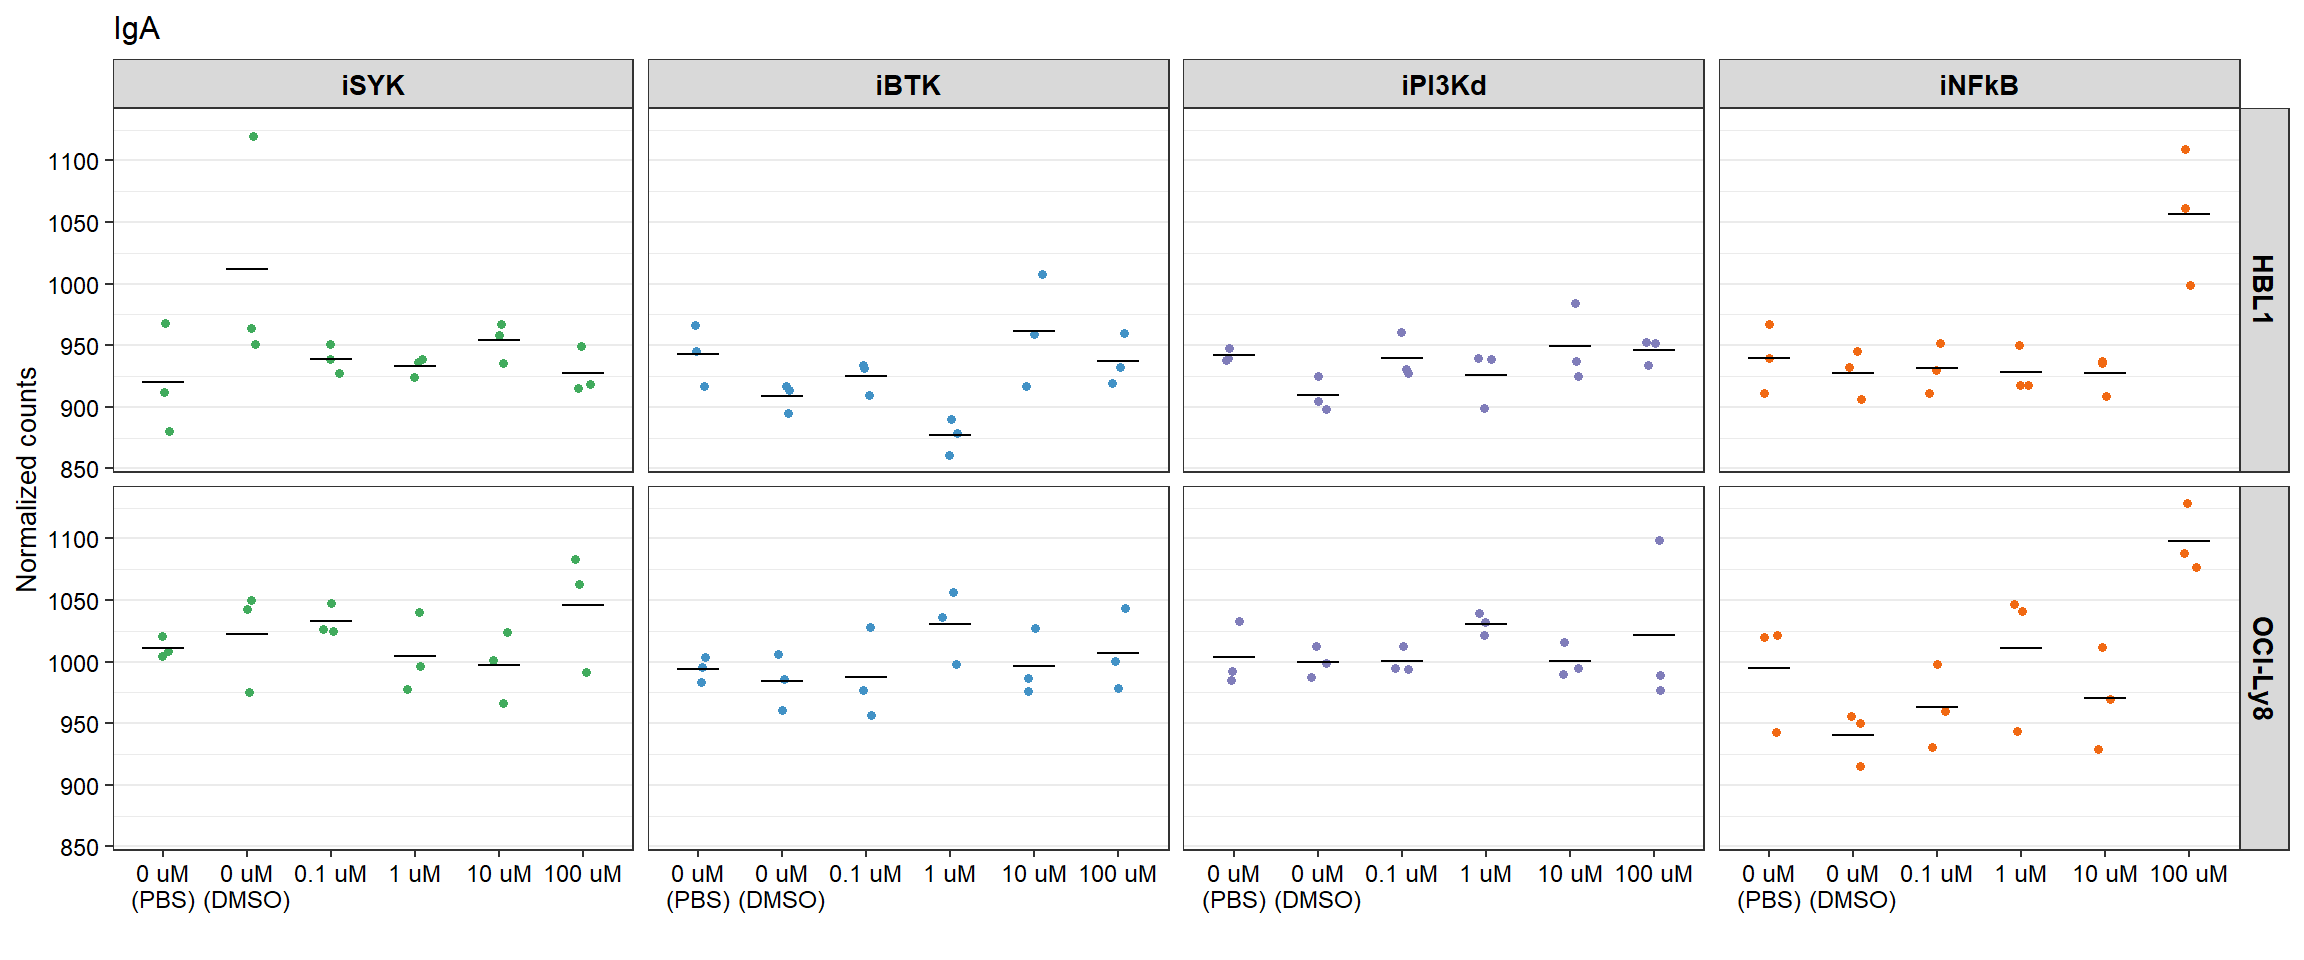 IgA
iSYK iBTK iPI3Kd iNFkB
1100
1050
1000
950
900
850
HBL1
Normalized counts
1100
1050
1000
950
900
850
OCI-Ly8
0 uM 0 uM 0.1 uM 1 uM 10 uM 100 uM 0 uM 0 uM 0.1 uM 1 uM 10 uM 100 uM 0 uM 0 uM 0.1 uM 1 uM 10 uM 100 uM 0 uM 0 uM 0.1 uM 1 uM 10 uM 100 uM
(PBS) (DMSO) (PBS) (DMSO) (PBS) (DMSO) (PBS) (DMSO)